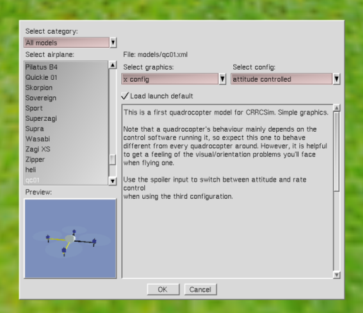 Select category:
All models
Select airplane:
File: models/qc01.xml
Pilatus B4
Quickie 01
Skorpion
Sovereign
Sport
Superzagi
Supra
Wasabi
Zagi XS
Zipper
heli
qc01
Preview:
Select graphics:
Select config:
x config
attitude controlled
Load launch default
This is a first quadrocopter model for CRRCSim. Simple graphics.
Note that a quadrocopter's behaviour mainly depends on the
control software running it, so expect this one to behave
different from every quadrocopter around. However, it is helpful
to get a feeling of the visual/orientation problems you'll face
when flying one.
Use the spoiler input to switch between attitude and rate
control
when using the third configuration.
OK
Cancel